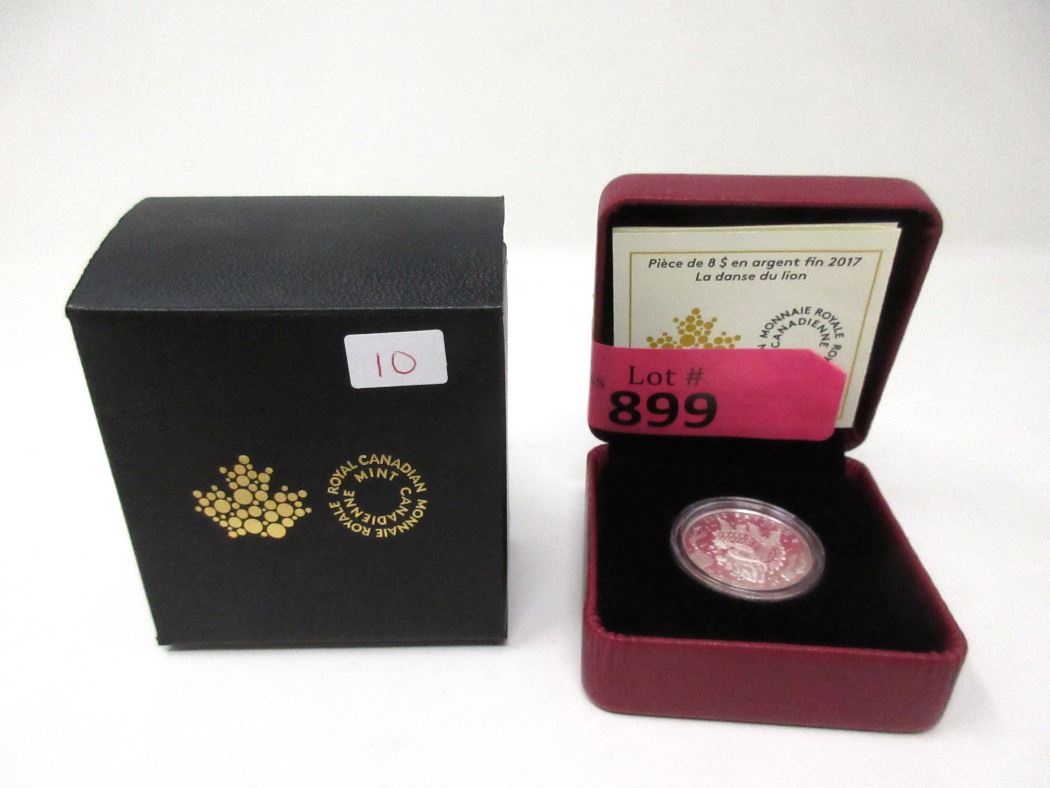 10
ROYAL CANADIAN MINT
MONNAIE ROYALE CANADIENNE
Pièce de 8 $ en argent fin 2017
La danse du lion
MONNAIE ROYALE
CANADIENNE
Lot #
899